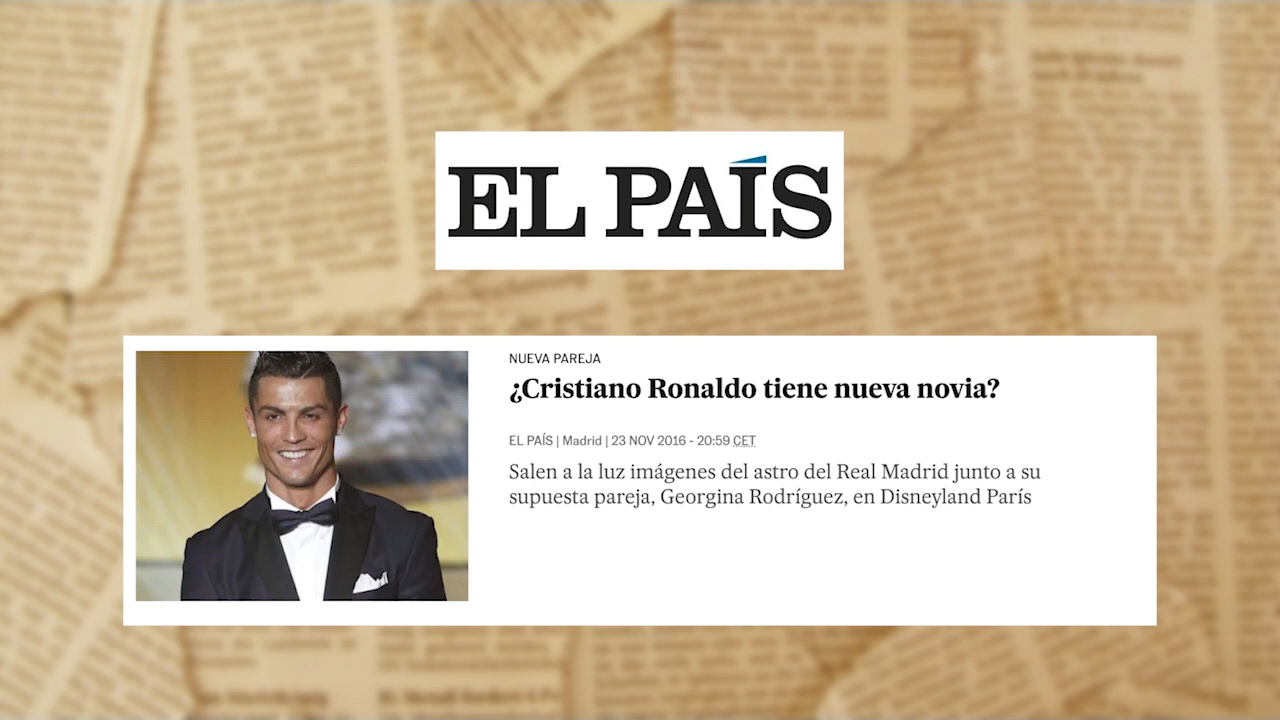 EL PAÍS
NUEVA PAREJA
¿Cristiano Ronaldo tiene nueva novia?
EL PAÍS | Madrid | 23 NOV 2016 - 20:59 CET
Salen a la luz imágenes del astro del Real Madrid junto a su
supuesta pareja, Georgina Rodríguez, en Disneyland París